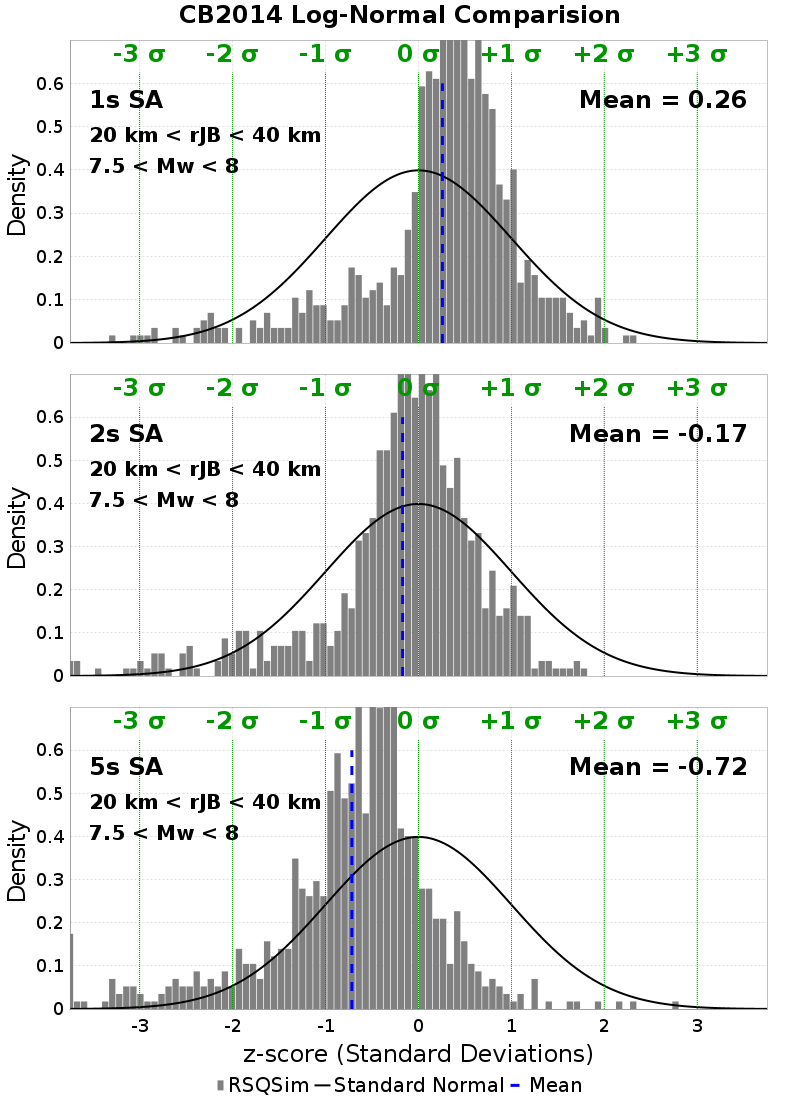 CB2014 Log-Normal Comparision
-3 σ -2 σ -1 σ 0 σ +1 σ +2 σ +3 σ
1s SA Mean = 0.26
20 km < rJB < 40 km
7.5 < Mw < 8
Density
0.6
0.5
0.4
0.3
0.2
0.1
0
-3 σ -2 σ -1 σ 0 σ +1 σ +2 σ +3 σ
2s SA Mean = -0.17
20 km < rJB < 40 km
7.5 < Mw < 8
Density
0.6
0.5
0.4
0.3
0.2
0.1
0
-3 σ -2 σ -1 σ 0 σ +1 σ +2 σ +3 σ
5s SA Mean = -0.72
20 km < rJB < 40 km
7.5 < Mw < 8
Density
0.6
0.5
0.4
0.3
0.2
0.1
0
-3 -2 -1 0 1 2 3
z-score (Standard Deviations)
RSQSim Standard Normal Mean